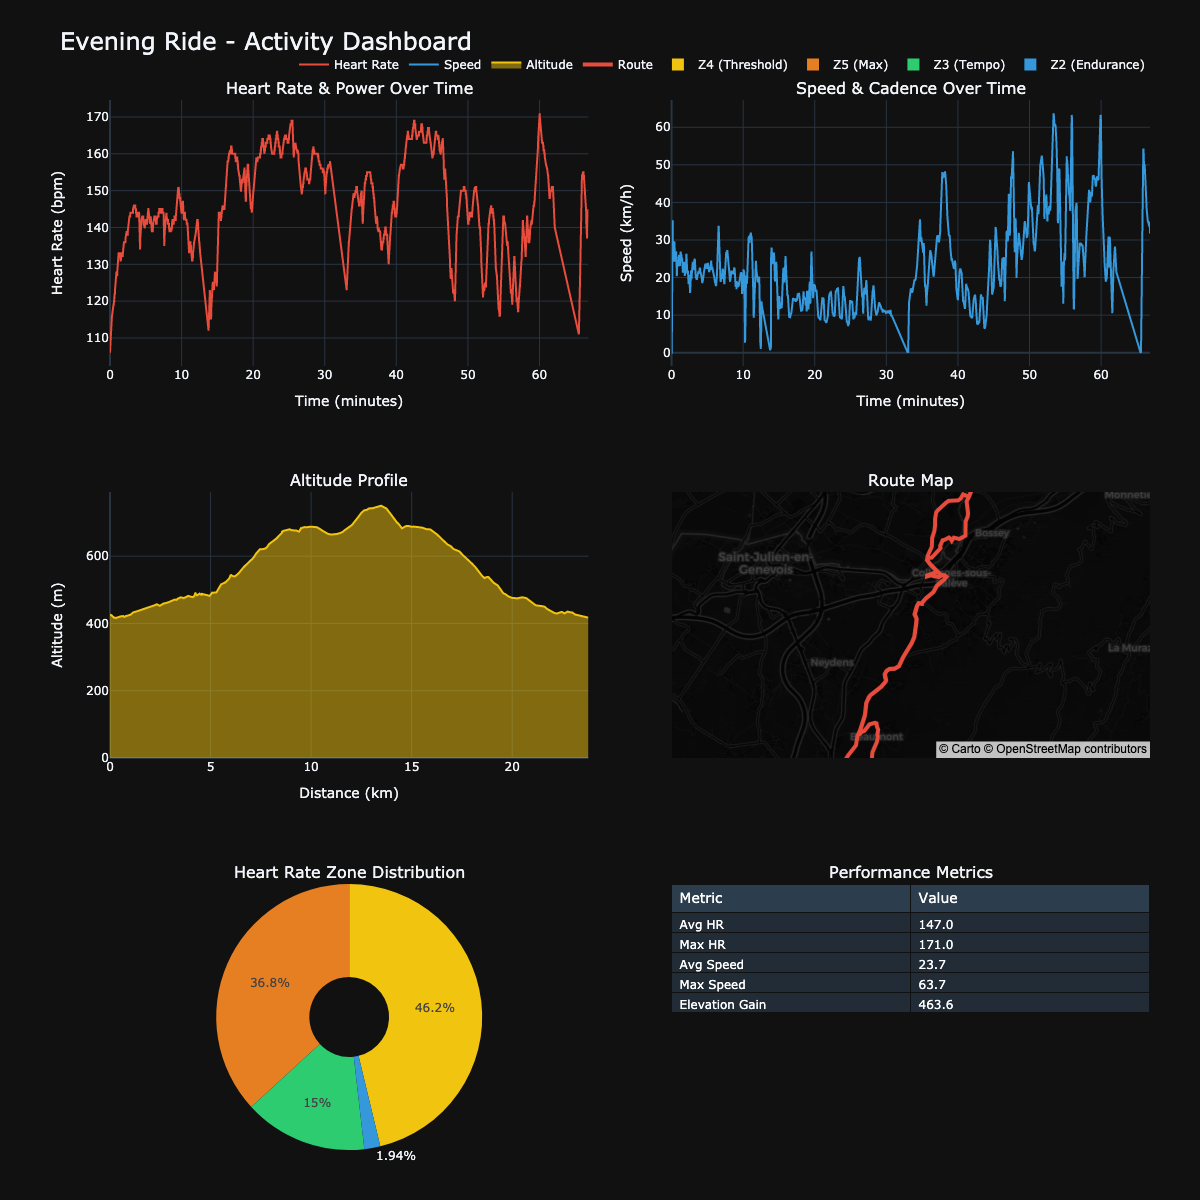 Evening Ride - Activity Dashboard
Heart Rate Speed Altitude Route Z4 (Threshold) Z5 (Max) Z3 (Tempo) Z2 (Endurance)
Heart Rate & Power Over Time
Heart Rate (bpm)
170
160
150
140
130
120
110
0 10 20 30 40 50 60
Time (minutes)
Speed & Cadence Over Time
Speed (km/h)
60
50
40
30
20
10
0
0 10 20 30 40 50 60
Time (minutes)
Altitude Profile
Altitude (m)
600
400
200
0
0 5 10 15 20
Distance (km)
Route Map
Monnetie
Bossey
Saint-Julien-en-
Genevois
La Muraz
Neydens
Beaumont
© Carto © OpenStreetMap contributors
Heart Rate Zone Distribution
36.8%
46.2%
15%
1.94%
Performance Metrics
Metric Value
Avg HR 147.0
Max HR 171.0
Avg Speed 23.7
Max Speed 63.7
Elevation Gain 463.6